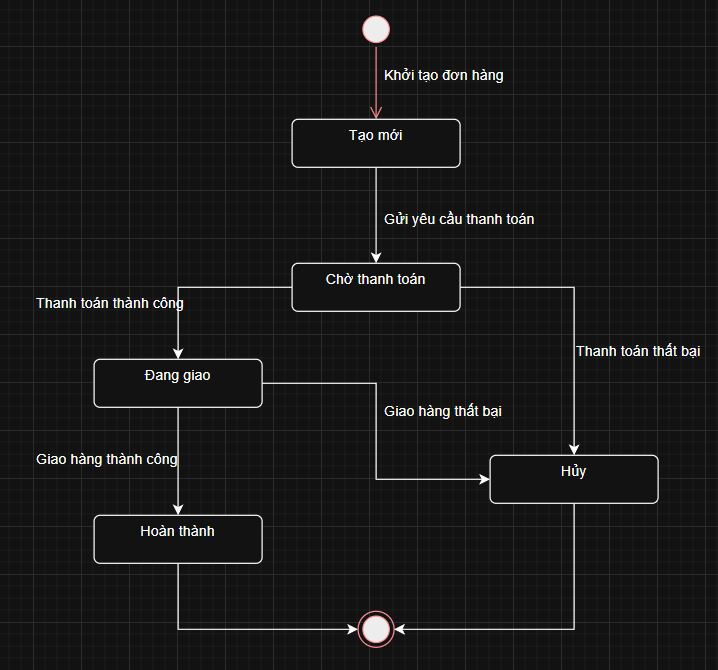 Khởi tạo đơn hàng
Tạo mới
Gửi yêu cầu thanh toán
Chờ thanh toán
Thanh toán thành công
Thanh toán thất bại
Đang giao
Giao hàng thất bại
Giao hàng thành công
Hủy
Hoàn thành